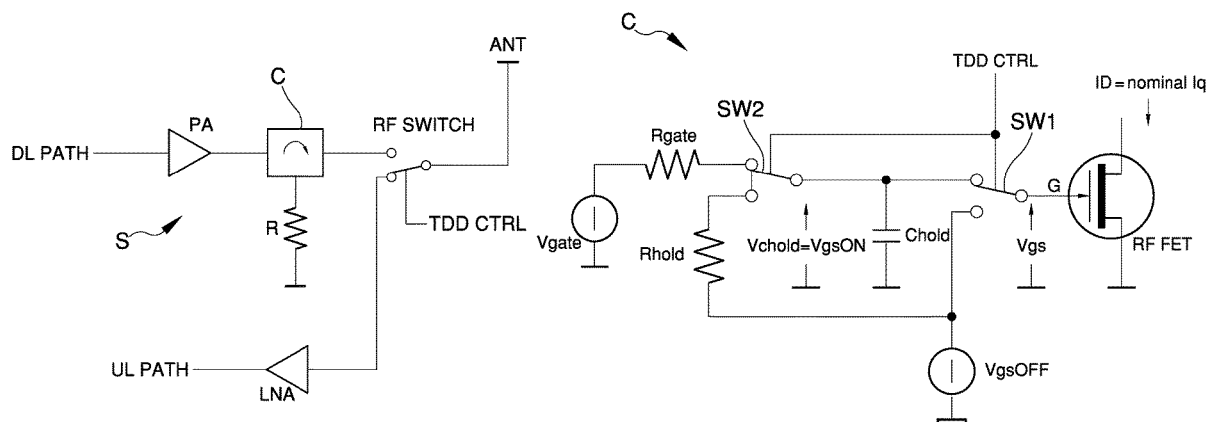 C
ANT
PA
RF SWITCH
DL PATH
TDD CTRL
S
R
UL PATH
LNA
C
TDD CTRL
ID = nominal Iq
SW2
SW1
Rgate
G
Vgate
Rhold
Vchold=VgsON
Chold
Vgs
RF FET
VgsOFF